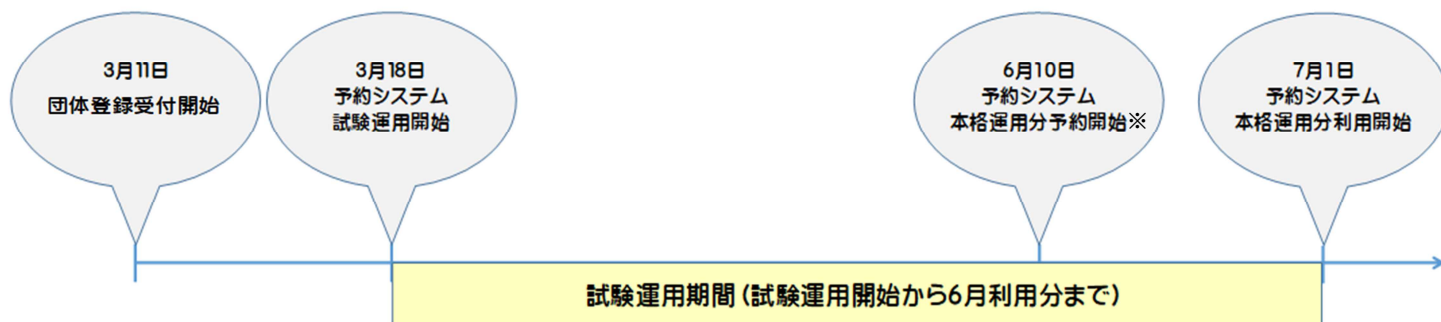 3月11日
団体登録受付開始
3月18日
予約システム
試験運用開始
6月10日
予約システム
本格運用分予約開始※
7月1日
予約システム
本格運用分利用開始
試験運用期間(試験運用開始から6月利用分まで)